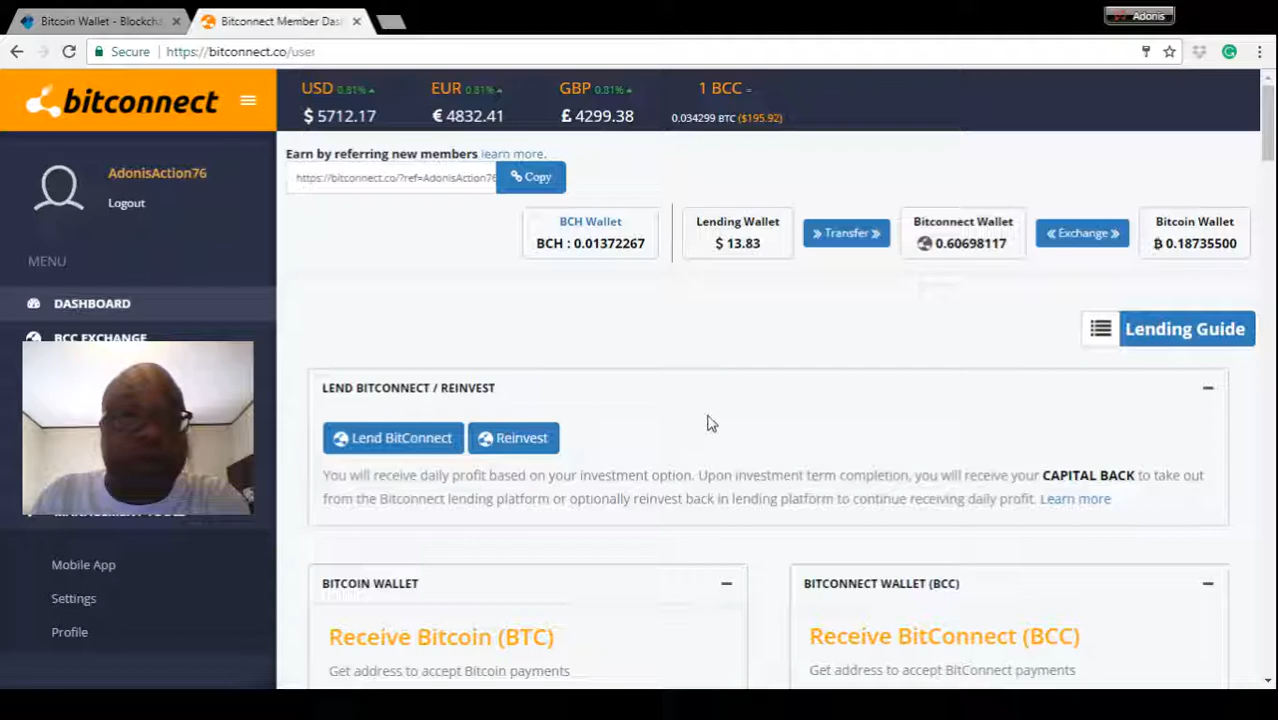 Bitcoin Wallet - Blockcha
Bitconnect Member Das
Adonis
Secure https://bitconnect.co/user
bitconnect
USD 0.81%
EUR 0.81%
GBP 0.81%
1 BCC =
$ 5712.17
€ 4832.41
£ 4299.38
0.034299 BTC ($195.92)
AdonisAction76
Logout
MENU
DASHBOARD
BCC EXCHANGE
Mobile App
Settings
Profile
Earn by referring new members learn more.
https://bitconnect.co/?ref=AdonisAction76
Copy
BCH Wallet
BCH : 0.01372267
Lending Wallet
$ 13.83
Transfer
Bitconnect Wallet
0.60698117
Exchange
Bitcoin Wallet
0.18735500
Lending Guide
LEND BITCONNECT / REINVEST
Lend BitConnect
Reinvest
You will receive daily profit based on your investment option. Upon investment term completion, you will receive your CAPITAL BACK to take out
from the Bitconnect lending platform or optionally reinvest back in lending platform to continue receiving daily profit. Learn more
BITCOIN WALLET
Receive Bitcoin (BTC)
Get address to accept Bitcoin payments
BITCONNECT WALLET (BCC)
Receive BitConnect (BCC)
Get address to accept BitConnect payments